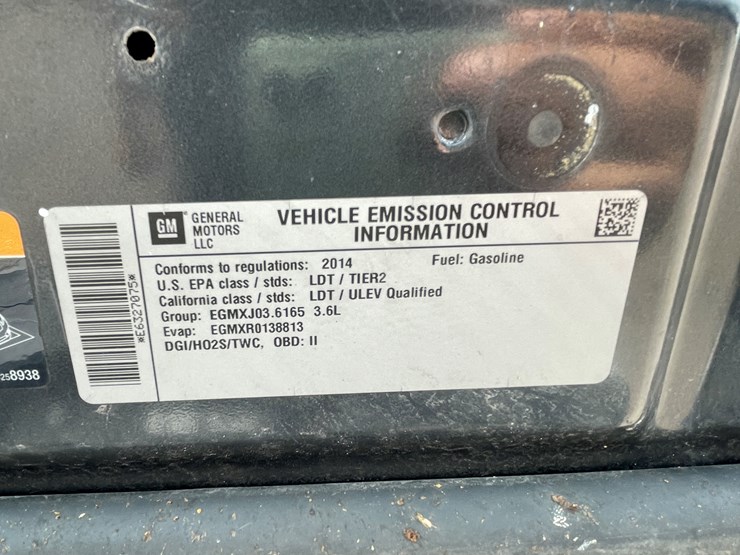 GM GENERAL MOTORS LLC
VEHICLE EMISSION CONTROL
INFORMATION
Conforms to regulations: 2014 Fuel: Gasoline
U.S. EPA class / stds: LDT / TIER2
California class / stds: LDT / ULEV Qualified
Group: EGMXJ03.6165 3.6L
Evap: EGMXR0138813
DGI/HO2S/TWC, OBD: II
*E6327075*
258938